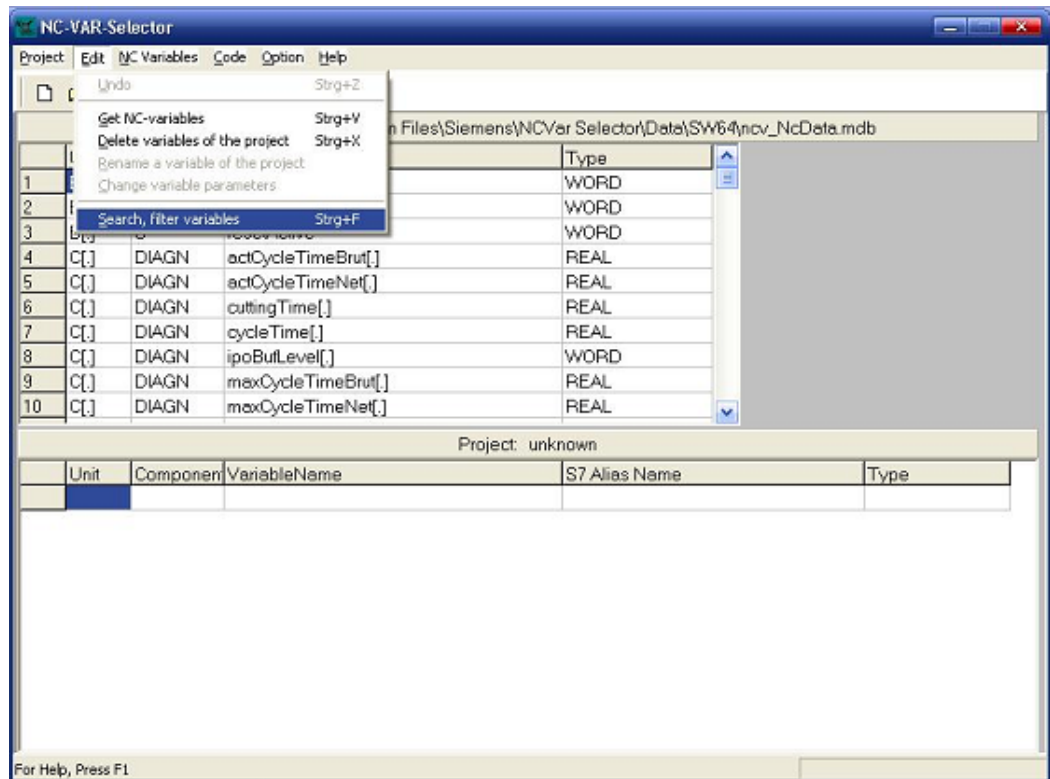 NC-VAR-Selector
Project Edit NC Variables Code Option Help
Undo Strg+Z
Get NC-variables Strg+V
Delete variables of the project Strg+X
Rename a variable of the project
Change variable parameters
Search, filter variables Strg+F
n Files\Siemens\NCVar Selector\Data\SW64\ncv_NcData.mdb
Type
1 WORD
2 WORD
3 WORD
4 C[.] DIAGN actCycleTimeBrut[.] REAL
5 C[.] DIAGN actCycleTimeNet[.] REAL
6 C[.] DIAGN cuttingTime[.] REAL
7 C[.] DIAGN cycleTime[.] REAL
8 C[.] DIAGN ipoBufLevel[.] WORD
9 C[.] DIAGN maxCycleTimeBrut[.] REAL
10 C[.] DIAGN maxCycleTimeNet[.] REAL
Project: unknown
Unit Componen VariableName S7 Alias Name Type
For Help, Press F1